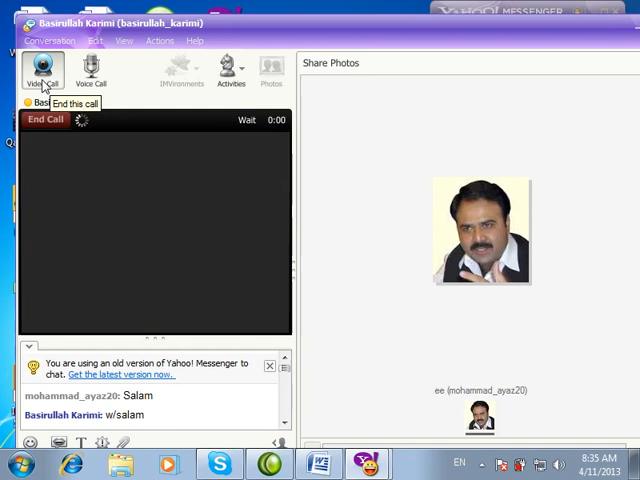 YAHOO! MESSENGER
Basirullah Karimi (basirullah_karimi)
Conversation Edit View Actions Help
Video Call Voice Call IMVironments Activities Photos
Share Photos
Basi
End this call
End Call Wait 0:00
You are using an old version of Yahoo! Messenger to
chat. Get the latest version now.
mohammad_ayaz20: Salam
Basirullah Karimi: w/salam
ee (mohammad_ayaz20)
EN
8:35 AM
4/11/2013